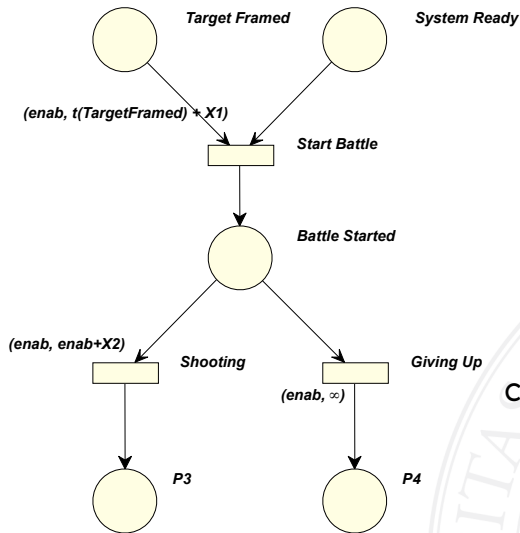 Target Framed
System Ready
(enab, t(TargetFramed) + X1)
Start Battle
Battle Started
(enab, enab+X2)
Shooting
Giving Up
(enab, ∞)
C
ITA
P3
P4